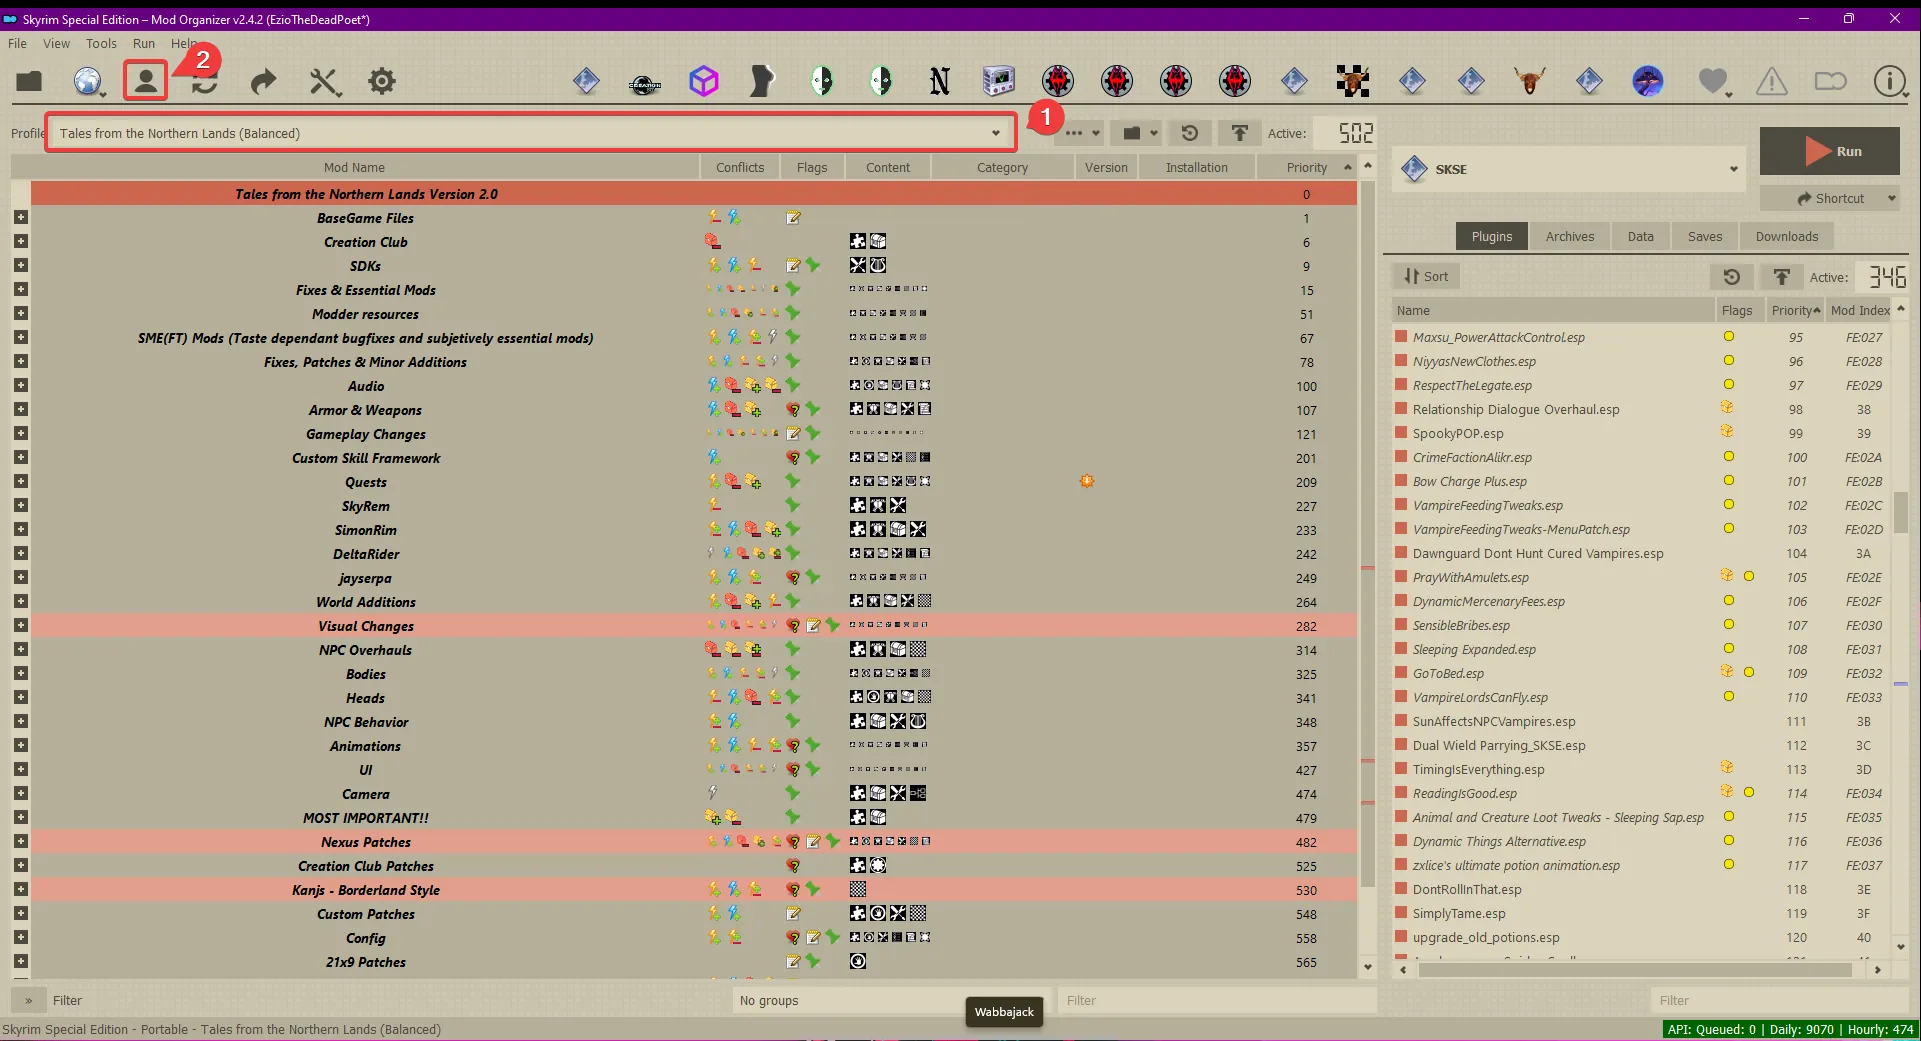 Skyrim Special Edition – Mod Organizer v2.4.2 (EzioTheDeadPoet*)
File View Tools Run Help
2
CREATION
N
Profile Tales from the Northern Lands (Balanced)
1
Active: 502
Mod Name Conflicts Flags Content Category Version Installation Priority
Tales from the Northern Lands Version 2.0 0
BaseGame Files 1
Creation Club 6
SDKs 9
Fixes & Essential Mods 15
Modder resources 51
SME(FT) Mods (Taste dependant bugfixes and subjetively essential mods) 67
Fixes, Patches & Minor Additions 78
Audio 100
Armor & Weapons 107
Gameplay Changes 121
Custom Skill Framework 201
Quests 209
SkyRem 227
SimonRim 233
DeltaRider 242
jayserpa 249
World Additions 264
Visual Changes 282
NPC Overhauls 314
Bodies 325
Heads 341
NPC Behavior 348
Animations 357
UI 427
Camera 474
MOST IMPORTANT!! 479
Nexus Patches 482
Creation Club Patches 525
Kanjs - Borderland Style 530
Custom Patches 548
Config 558
21x9 Patches 565
» Filter
No groups
Filter
Wabbajack
SKSE
Run
Shortcut
Plugins Archives Data Saves Downloads
Sort
Active: 346
Name Flags Priority Mod Index
Maxsu_PowerAttackControl.esp 95 FE:027
NiyyasNewClothes.esp 96 FE:028
RespectTheLegate.esp 97 FE:029
Relationship Dialogue Overhaul.esp 98 38
SpookyPOP.esp 99 39
CrimeFactionAlikr.esp 100 FE:02A
Bow Charge Plus.esp 101 FE:02B
VampireFeedingTweaks.esp 102 FE:02C
VampireFeedingTweaks-MenuPatch.esp 103 FE:02D
Dawnguard Dont Hunt Cured Vampires.esp 104 3A
PrayWithAmulets.esp 105 FE:02E
DynamicMercenaryFees.esp 106 FE:02F
SensibleBribes.esp 107 FE:030
Sleeping Expanded.esp 108 FE:031
GoToBed.esp 109 FE:032
VampireLordsCanFly.esp 110 FE:033
SunAffectsNPCVampires.esp 111 3B
Dual Wield Parrying_SKSE.esp 112 3C
TimingIsEverything.esp 113 3D
ReadingIsGood.esp 114 FE:034
Animal and Creature Loot Tweaks - Sleeping Sap.esp 115 FE:035
Dynamic Things Alternative.esp 116 FE:036
zxlice's ultimate potion animation.esp 117 FE:037
DontRollInThat.esp 118 3E
SimplyTame.esp 119 3F
upgrade_old_potions.esp 120 40
Filter
Skyrim Special Edition - Portable - Tales from the Northern Lands (Balanced)
API: Queued: 0 | Daily: 9070 | Hourly: 474